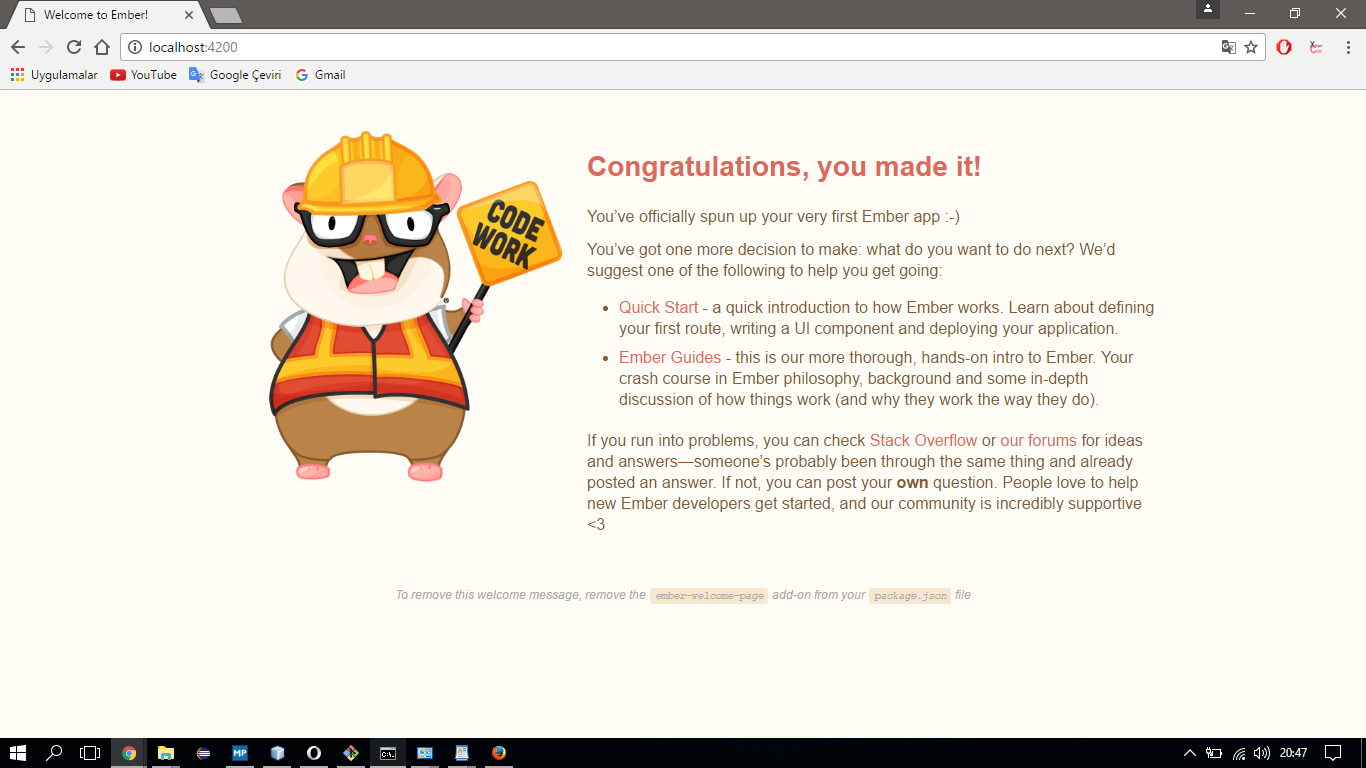 Welcome to Ember!
localhost:4200
Uygulamalar YouTube Google Çeviri Gmail
CODE
WORK
Congratulations, you made it!
You’ve officially spun up your very first Ember app :-)
You’ve got one more decision to make: what do you want to do next? We’d
suggest one of the following to help you get going:
• Quick Start - a quick introduction to how Ember works. Learn about defining
your first route, writing a UI component and deploying your application.
• Ember Guides - this is our more thorough, hands-on intro to Ember. Your
crash course in Ember philosophy, background and some in-depth
discussion of how things work (and why they work the way they do).
If you run into problems, you can check Stack Overflow or our forums for ideas
and answers—someone’s probably been through the same thing and already
posted an answer. If not, you can post your own question. People love to help
new Ember developers get started, and our community is incredibly supportive
<3
To remove this welcome message, remove the ember-welcome-page add-on from your package.json file
MP
C:\.
20:47